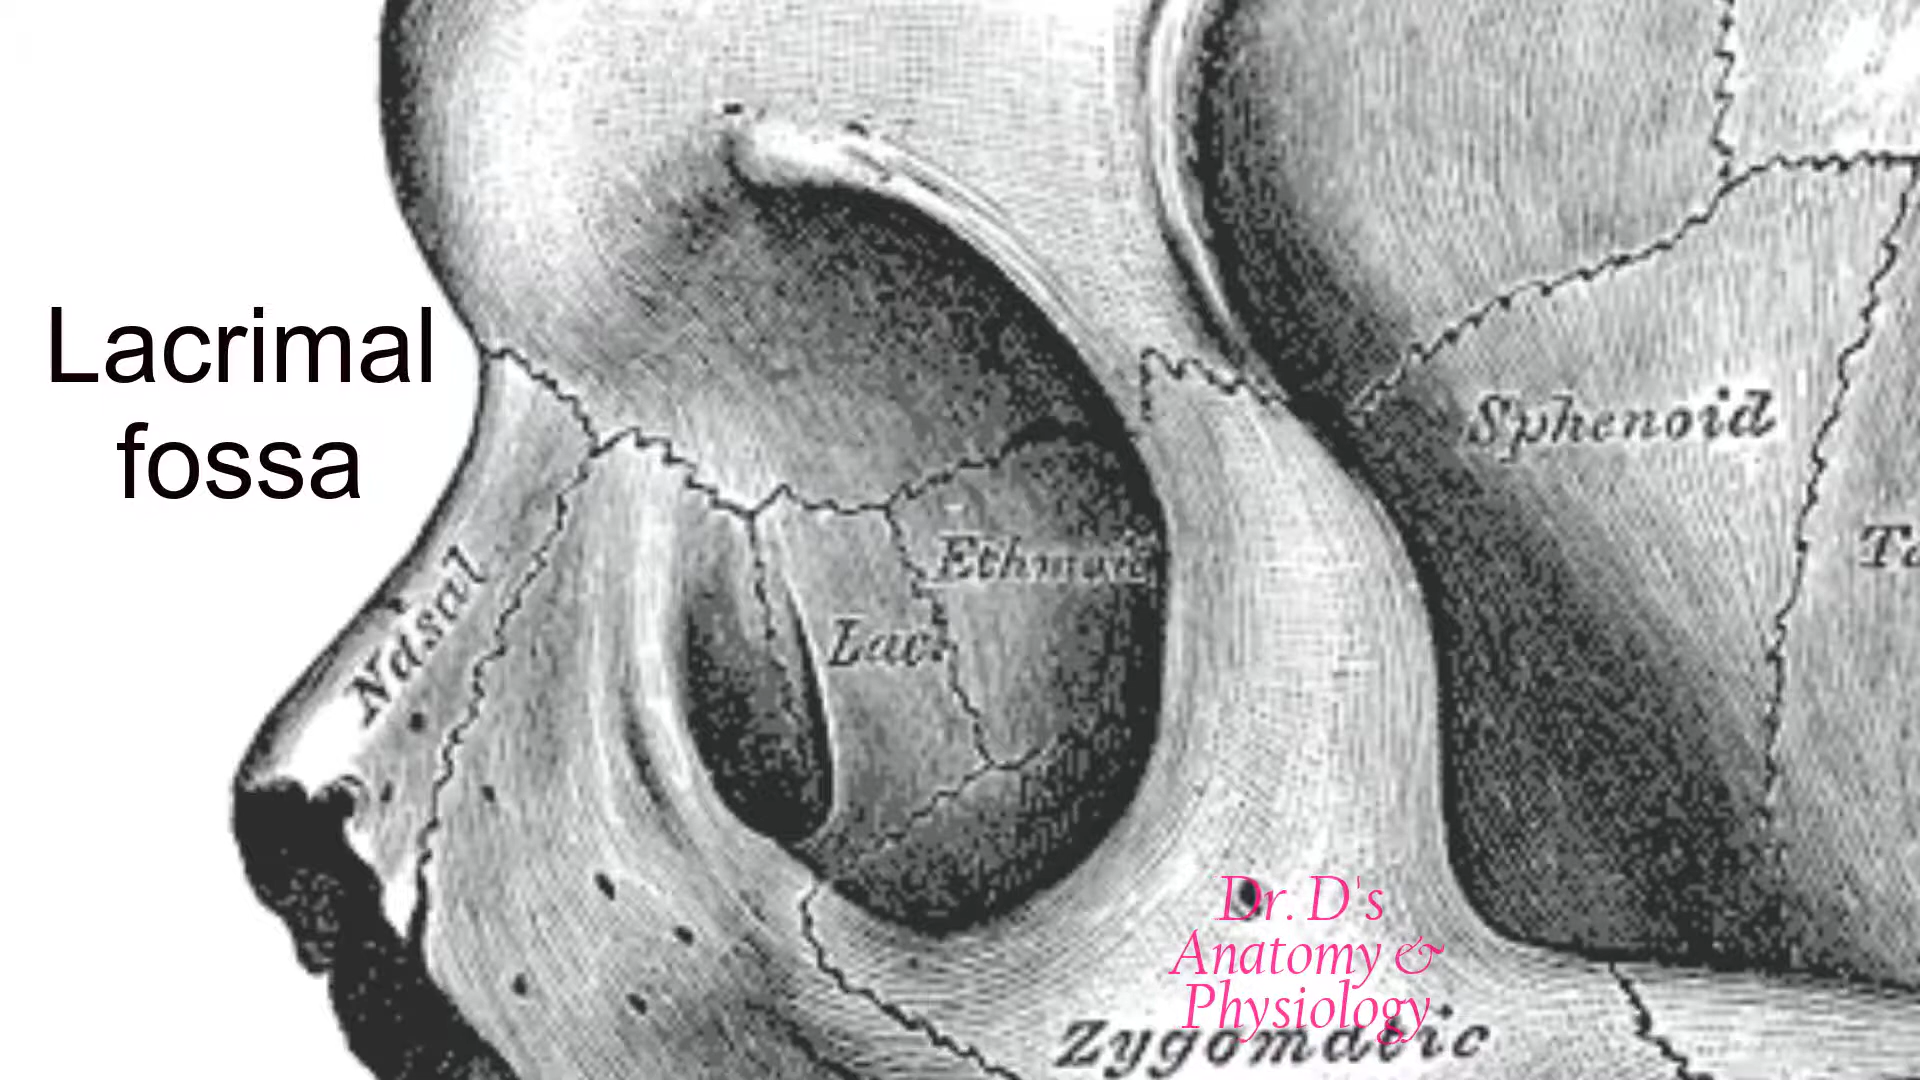 Lacrimal
fossa
Sphenoid
Ethmoid
Lac.
Nasal
Dr. D's
Anatomy &
Physiology
Zygomatic